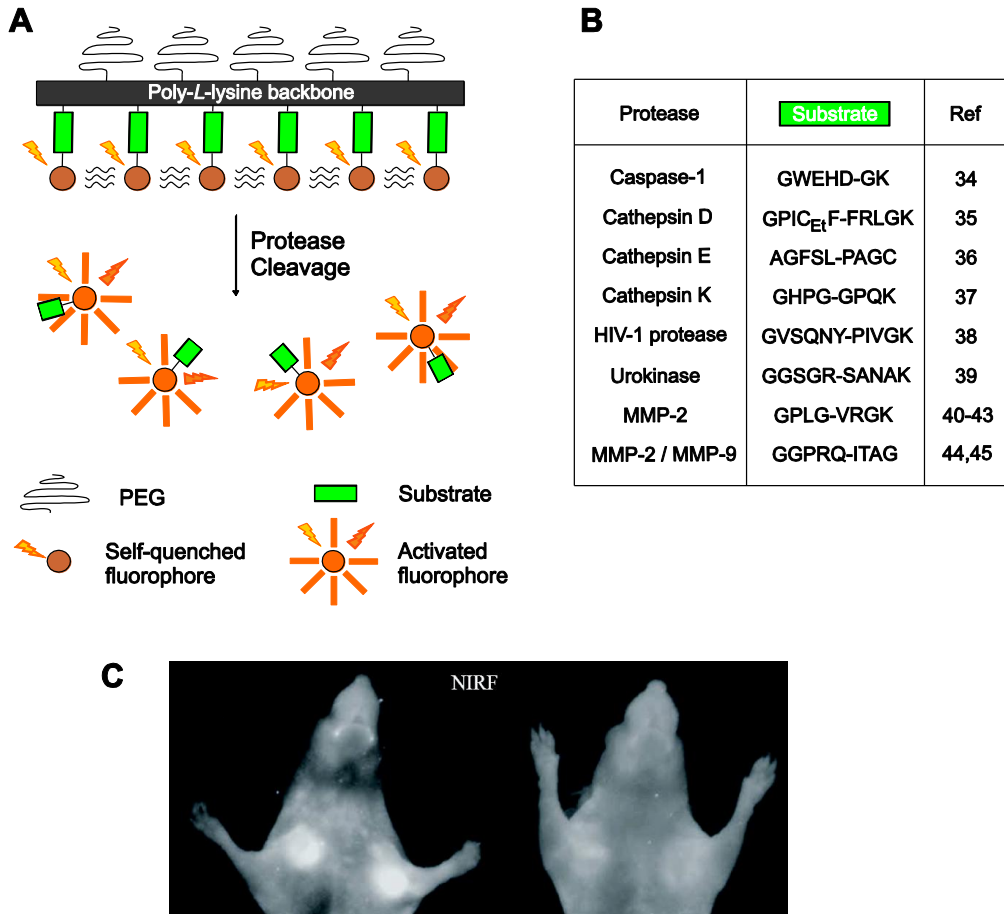 A
Poly-L-lysine backbone
Protease
Cleavage
PEG
Substrate
Self-quenched
fluorophore
Activated
fluorophore
B
Protease Substrate Ref
Caspase-1 GWEHD-GK 34
Cathepsin D GPICEtF-FRLGK 35
Cathepsin E AGFSL-PAGC 36
Cathepsin K GHPG-GPQK 37
HIV-1 protease GVSQNY-PIVGK 38
Urokinase GGSGR-SANAK 39
MMP-2 GPLG-VRGK 40-43
MMP-2 / MMP-9 GGPRQ-ITAG 44,45
C
NIRF